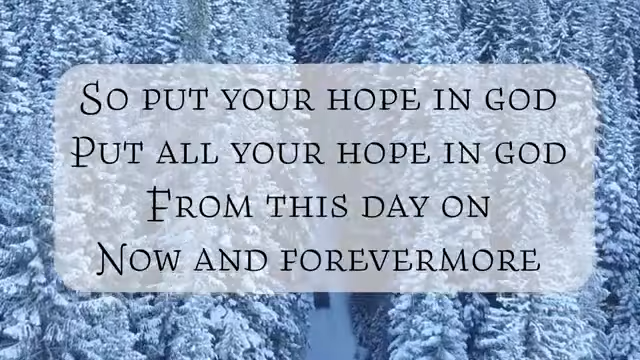 So put your hope in god
Put all your hope in god
From this day on
Now and forevermore